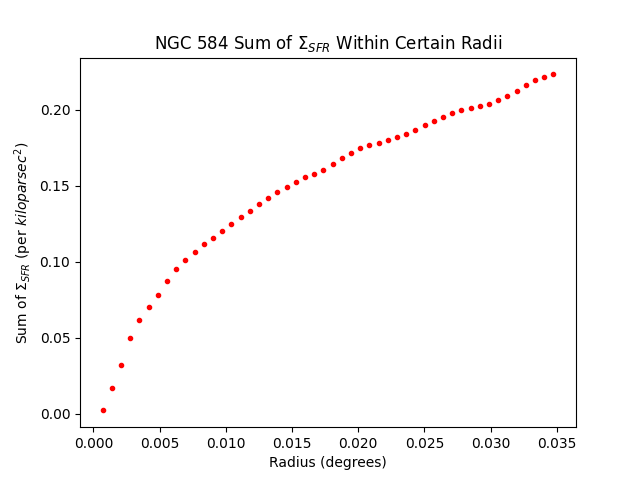 NGC 584 Sum of Σ_SFR Within Certain Radii
Sum of Σ_SFR (per kiloparsec²)
0.20
0.15
0.10
0.05
0.00
0.000 0.005 0.010 0.015 0.020 0.025 0.030 0.035
Radius (degrees)